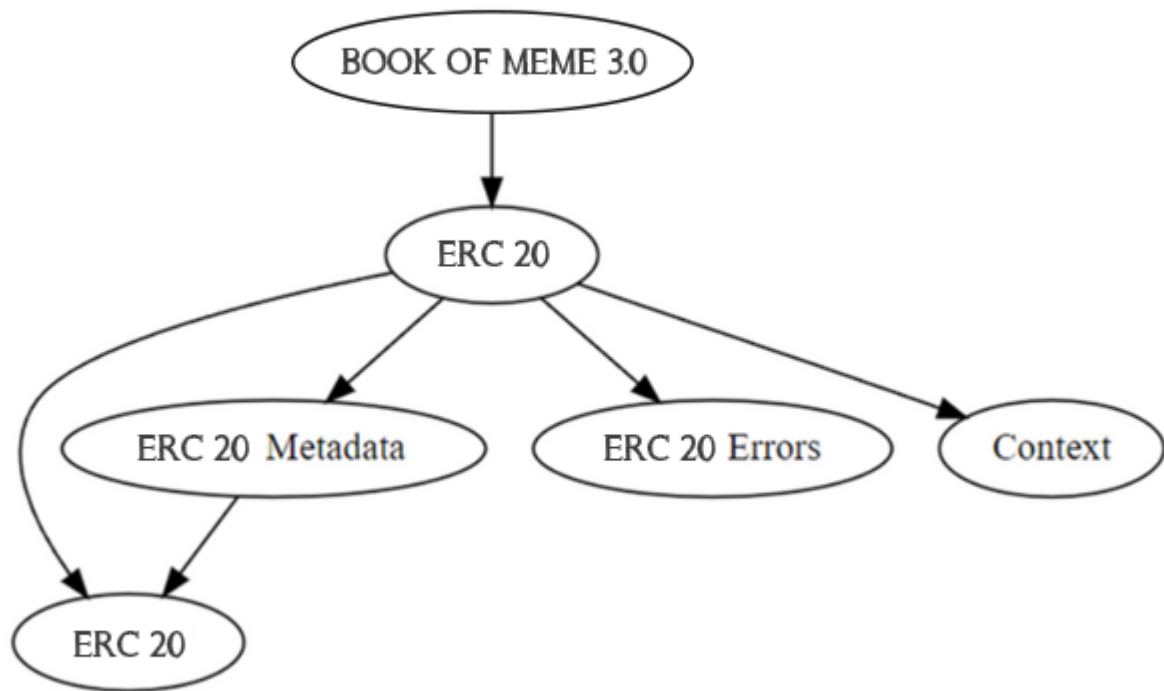 BOOK OF MEME 3.0
ERC 20
ERC 20 Metadata
ERC 20 Errors
Context
ERC 20